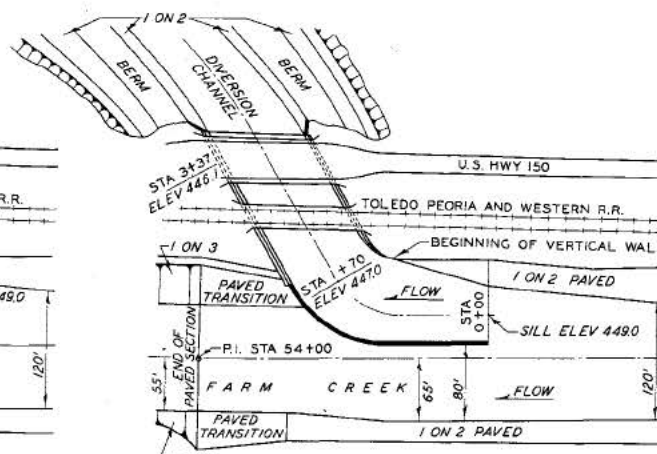 1 ON 2
BERM
DIVERSION
CHANNEL
BERM
STA 3+37
ELEV 446.1
U.S. HWY 150
R.R.
TOLEDO PEORIA AND WESTERN R.R.
1 ON 3
BEGINNING OF VERTICAL WAL
PAVED
TRANSITION
STA 1+70
ELEV 447.0
FLOW
STA
0+00
1 ON 2 PAVED
SILL ELEV 449.0
49.0
120'
55'
END OF
PAVED SECTION
P.I. STA 54+00
FARM CREEK
65'
80'
FLOW
120'
PAVED
TRANSITION
1 ON 2 PAVED